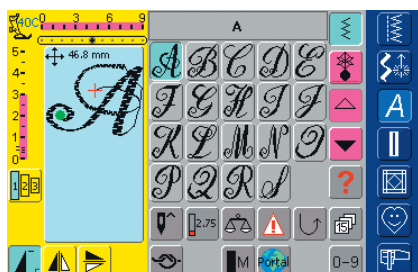 40C 0 3 6 9
A
46.8 mm
5-
4-
3-
2-
1-
0-
A
A B C D E
F G H I J
K L M N O
P Q R S
A
?
1 2 3
2.75
15
M Portal 0-9